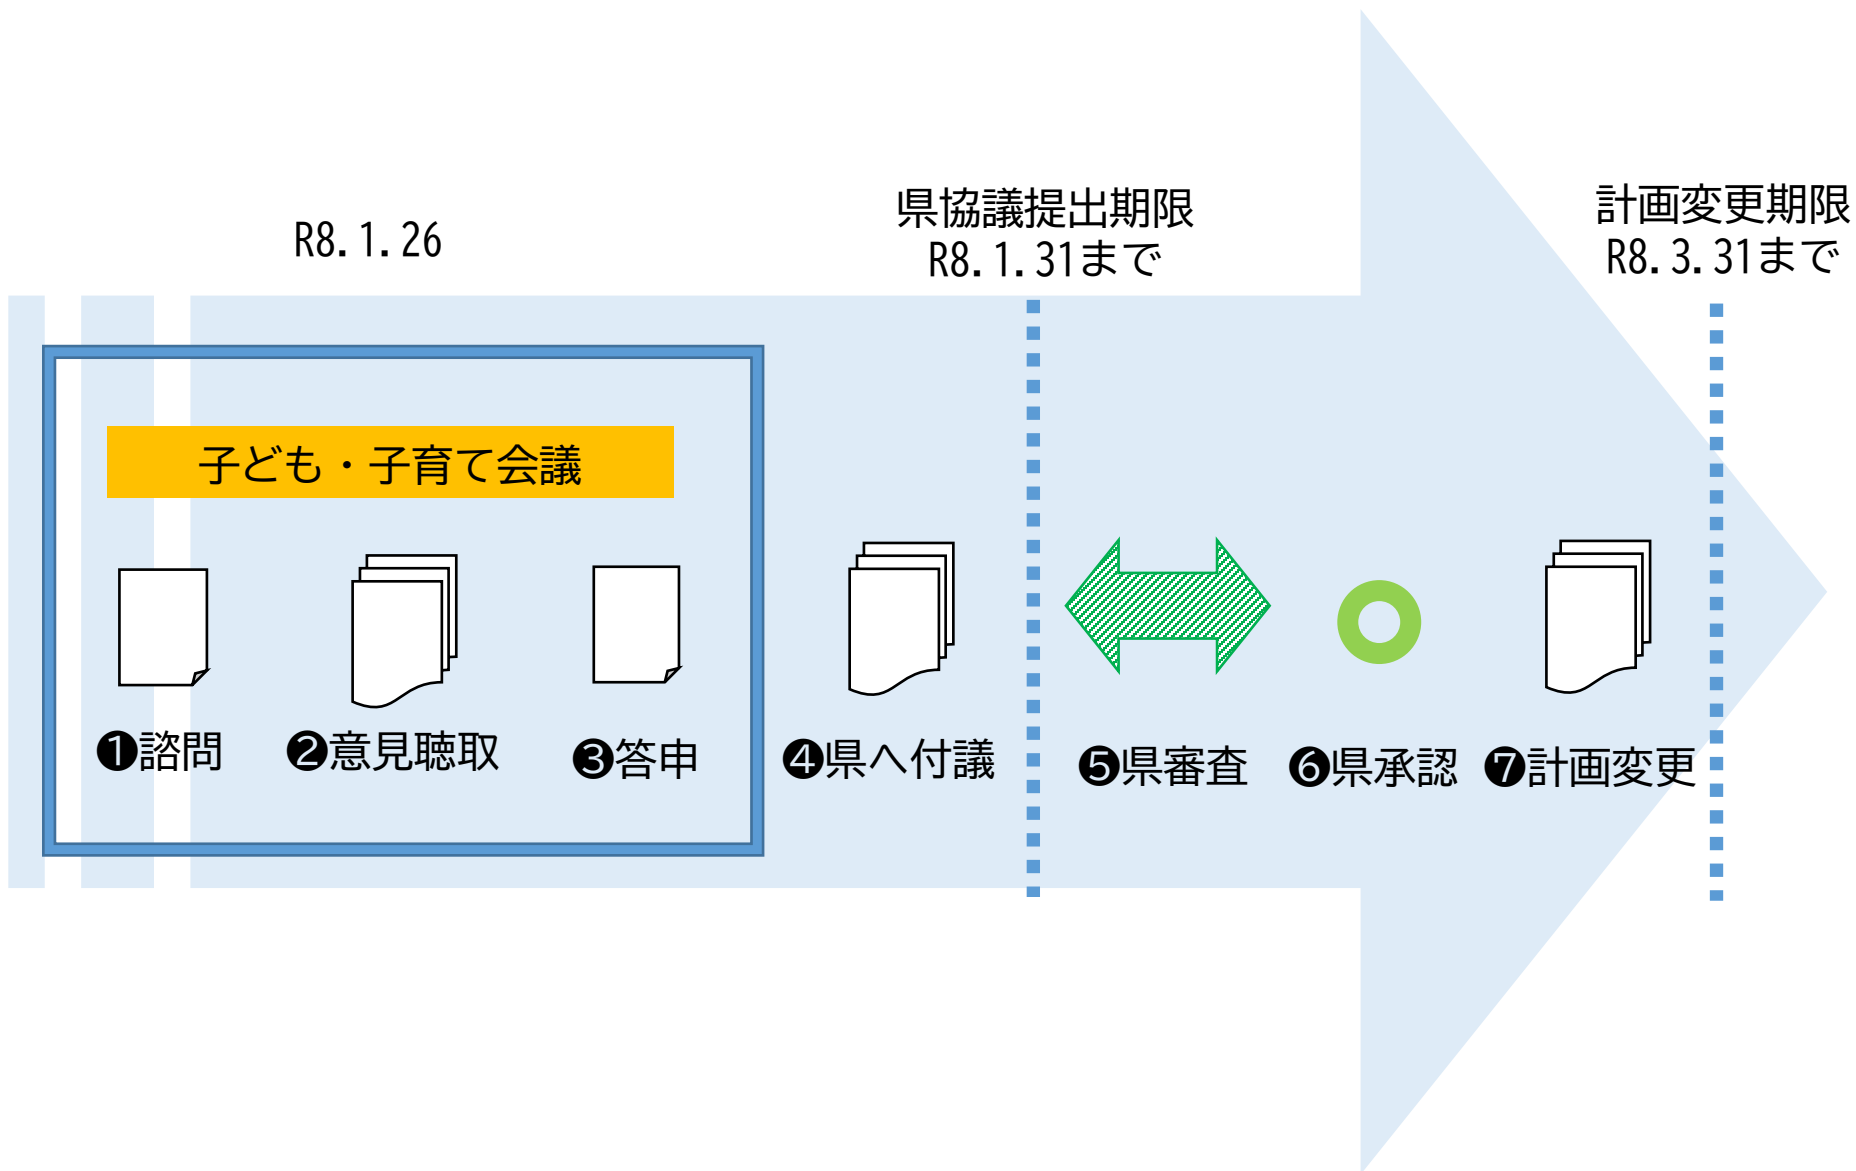 R8.1.26
県協議提出期限
R8.1.31まで
計画変更期限
R8.3.31まで
子ども・子育て会議
❶諮問
❷意見聴取
❸答申
❹県へ付議
❺県審査
❻県承認
❼計画変更